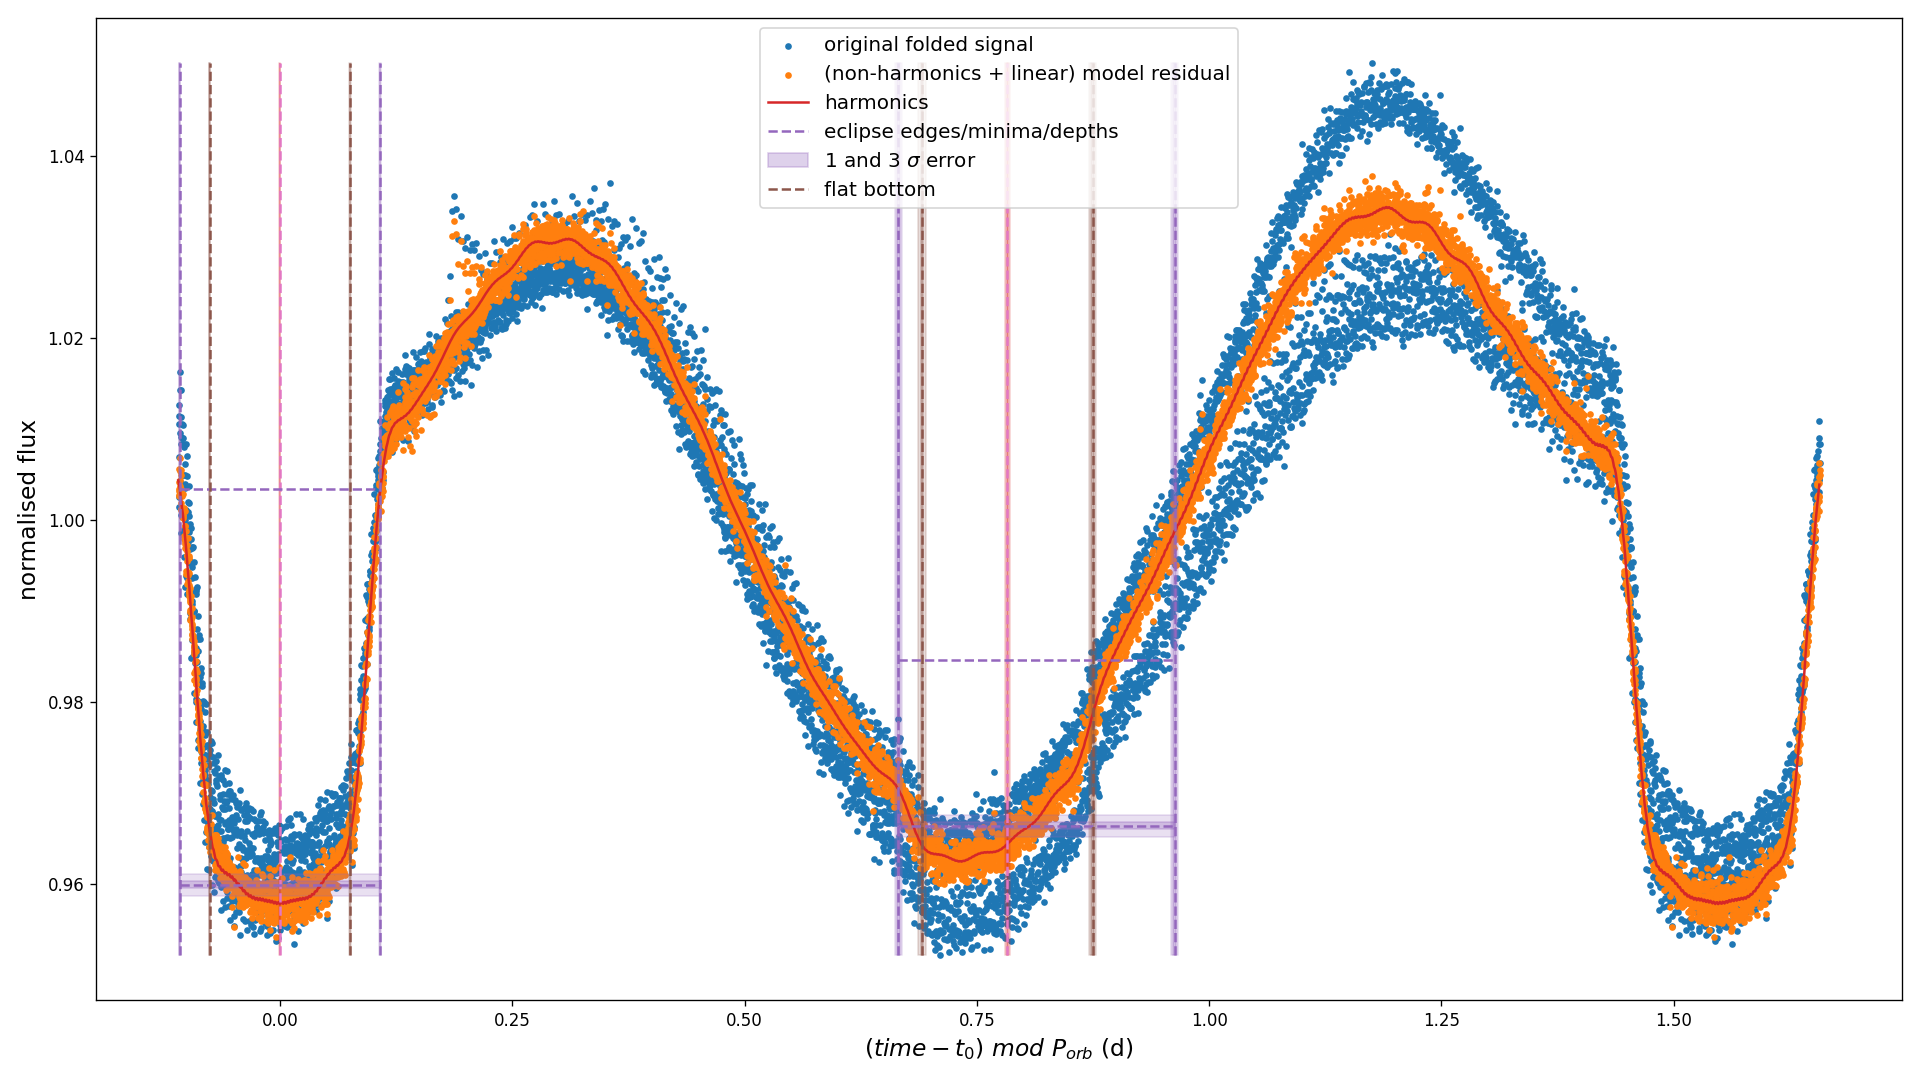 original folded signal
(non-harmonics + linear) model residual
harmonics
eclipse edges/minima/depths
1 and 3 σ error
flat bottom
normalised flux
1.04
1.02
1.00
0.98
0.96
0.00 0.25 0.50 0.75 1.00 1.25 1.50
(time − t₀) mod Pₒᵣb (d)